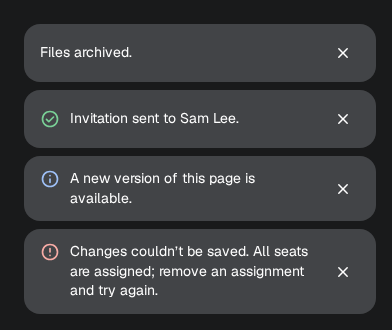 Files archived.
Invitation sent to Sam Lee.
A new version of this page is
available.
Changes couldn't be saved. All seats
are assigned; remove an assignment
and try again.